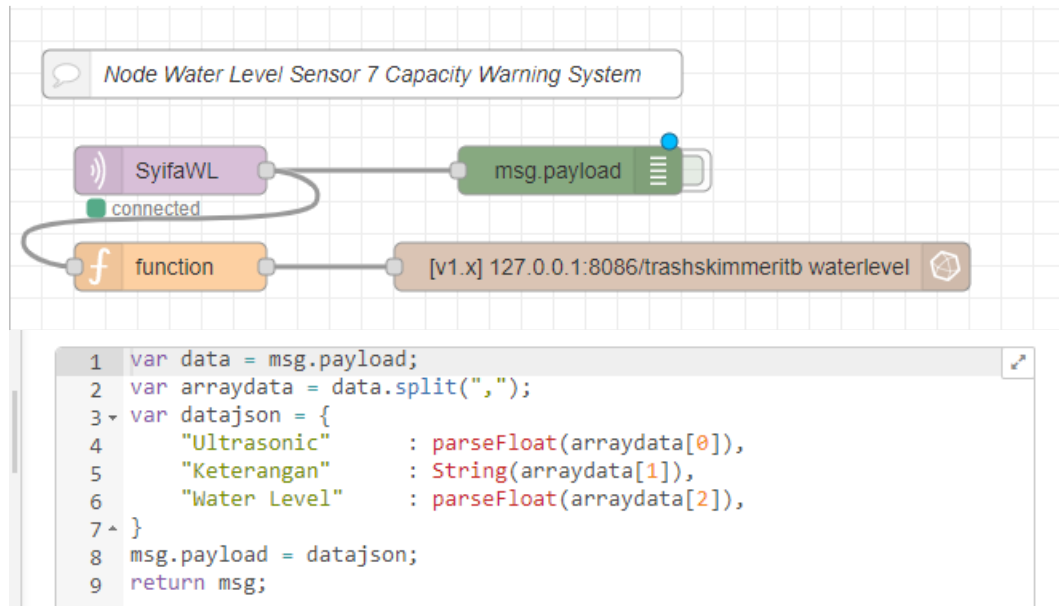 Node Water Level Sensor 7 Capacity Warning System
SyifaWL
msg.payload
connected
function
[v1.x] 127.0.0.1:8086/trashskimmeritb waterlevel
1 var data = msg.payload;
2 var arraydata = data.split(",");
3 var datajson = {
4 "Ultrasonic" : parseFloat(arraydata[0]),
5 "Keterangan" : String(arraydata[1]),
6 "Water Level" : parseFloat(arraydata[2]),
7 }
8 msg.payload = datajson;
9 return msg;